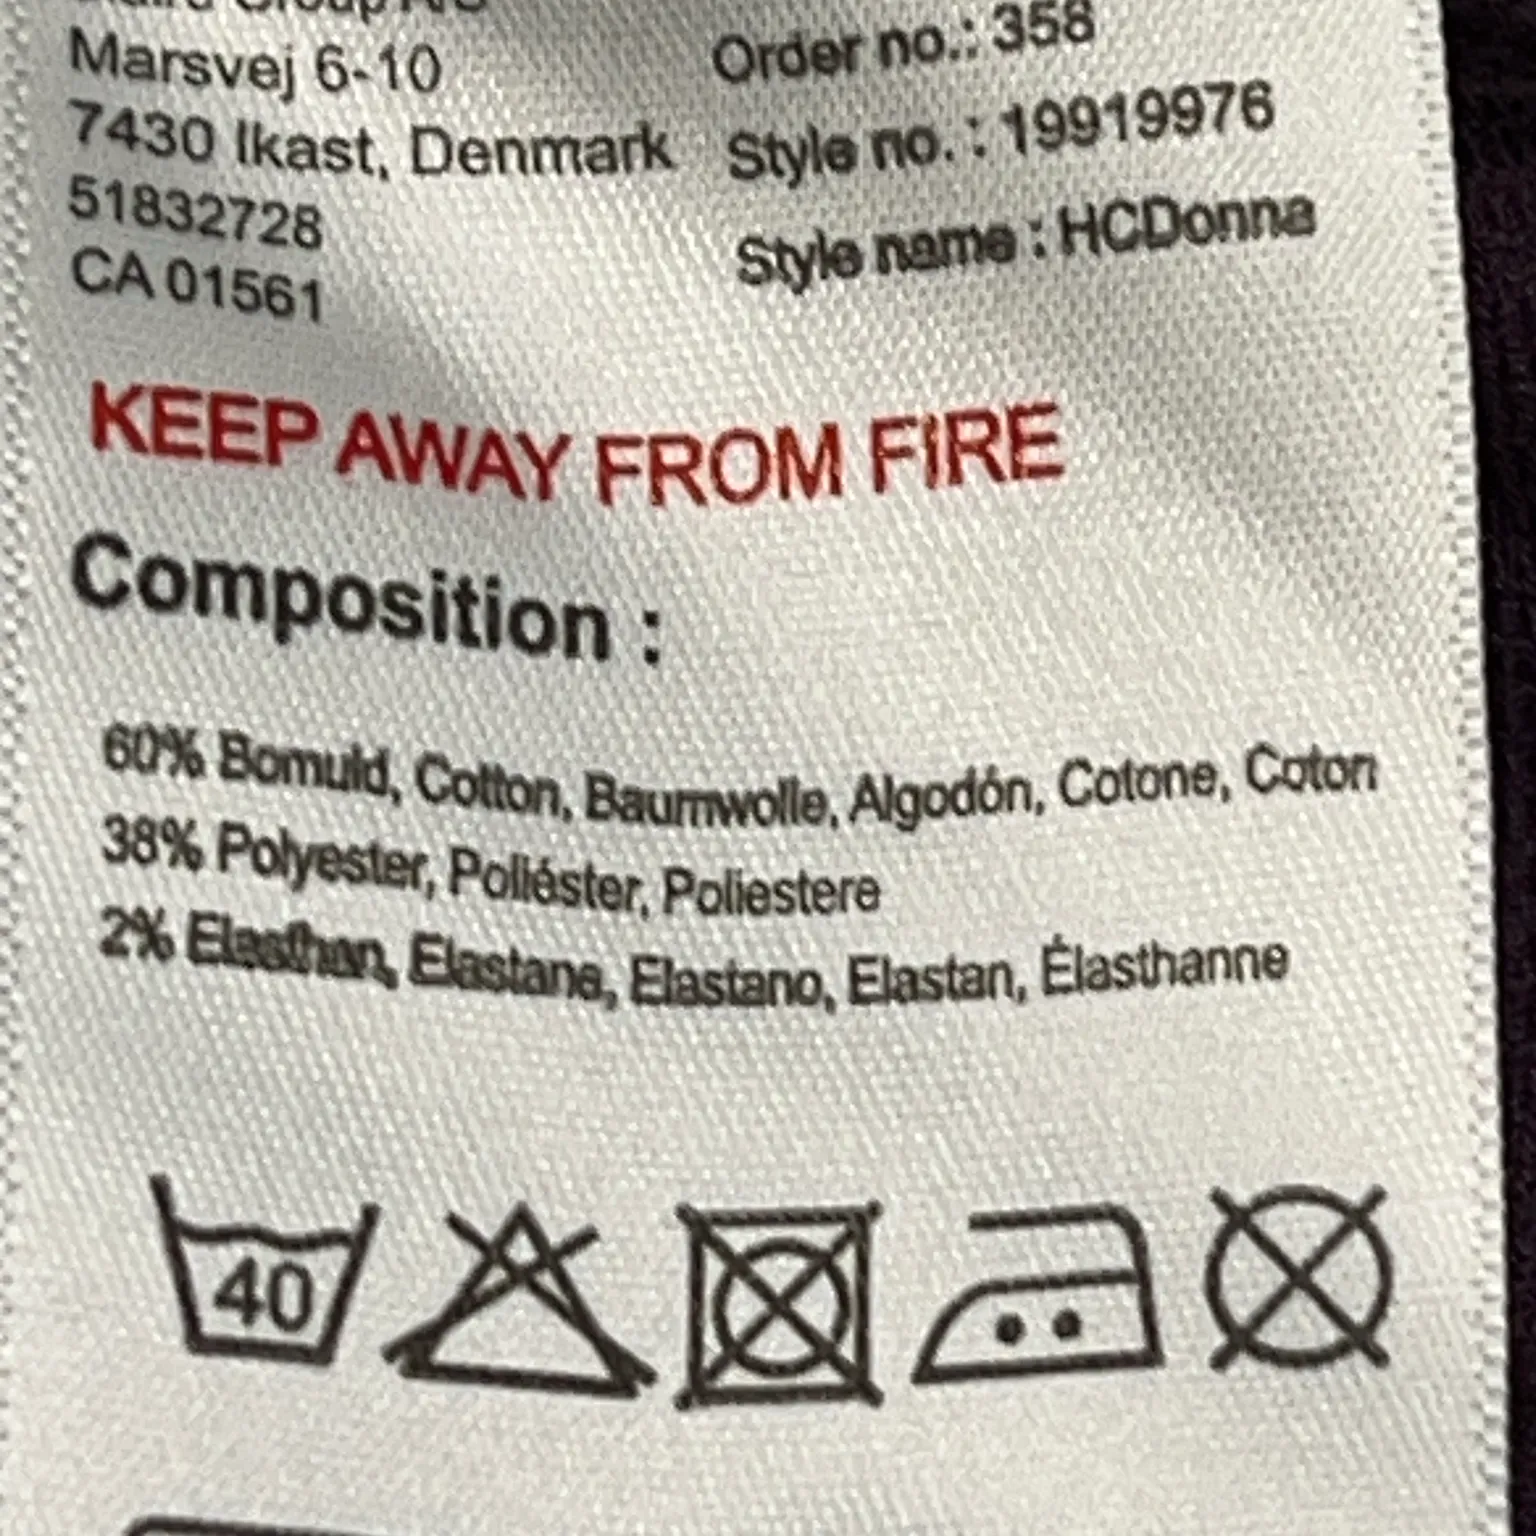 Marsvej 6-10
7430 Ikast, Denmark
51832728
CA 01561
Order no.: 358
Style no. : 19919976
Style name : HCDonna
KEEP AWAY FROM FIRE
Composition :
60% Bomuld, Cotton, Baumwolle, Algodón, Cotone, Coton
38% Polyester, Poliéster, Poliestere
2% Elasthan, Elastane, Elastano, Elastan, Élasthanne
40